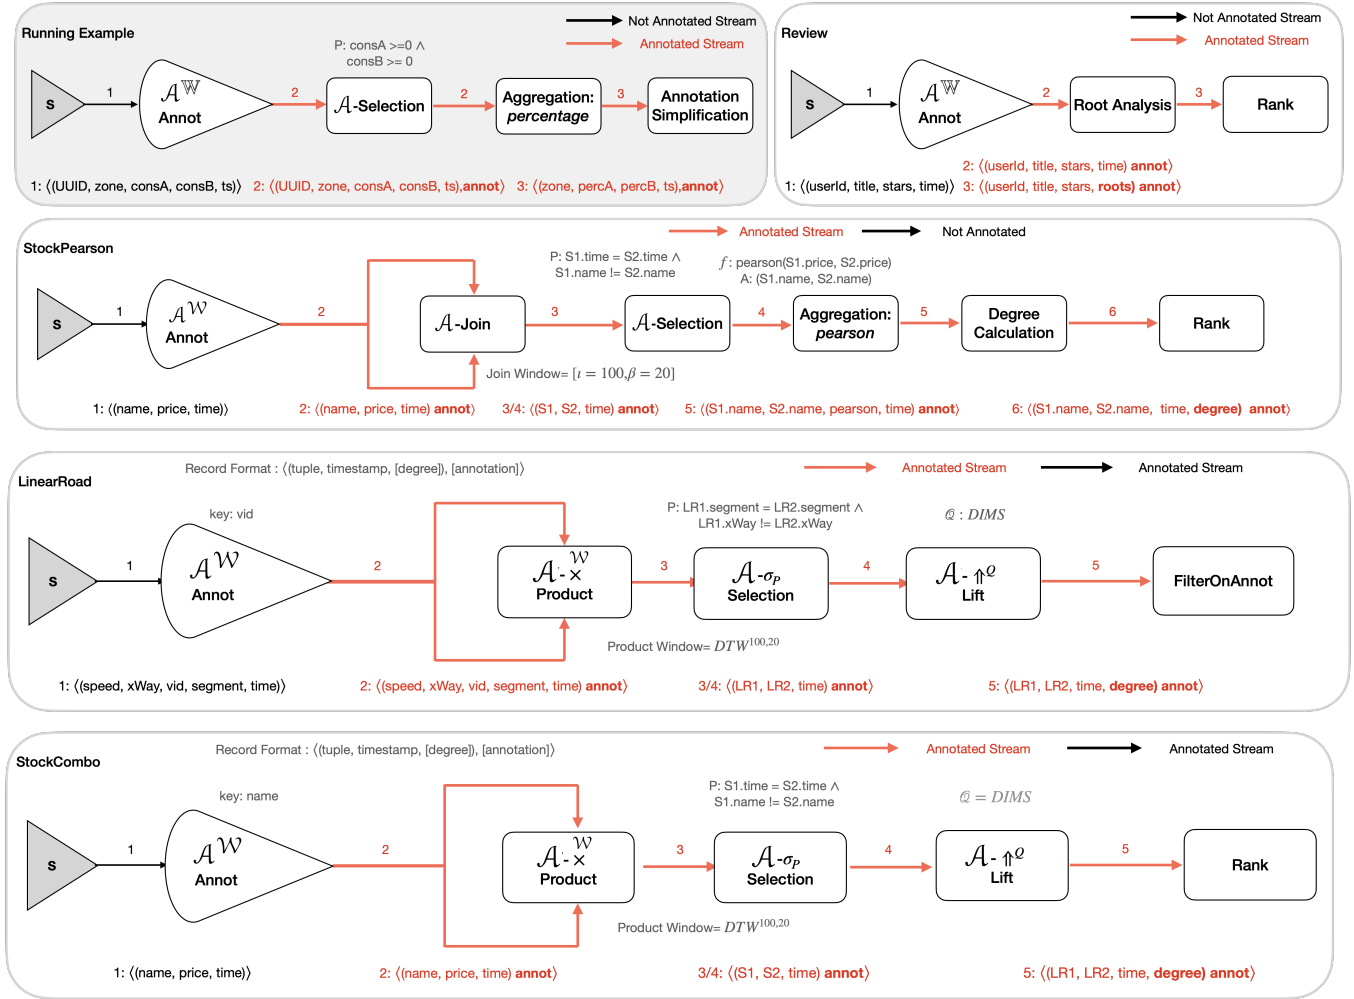 Running Example
Not Annotated Stream
Annotated Stream
P: consA >=0 ∧
consB >= 0
S
1
𝒜^𝕎
Annot
2
𝒜-Selection
2
Aggregation:
percentage
3
Annotation
Simplification
1: ⟨(UUID, zone, consA, consB, ts)⟩
2: ⟨(UUID, zone, consA, consB, ts),annot⟩
3: ⟨(zone, percA, percB, ts),annot⟩
Review
Not Annotated Stream
Annotated Stream
S
1
𝒜^𝕎
Annot
2
Root Analysis
3
Rank
2: ⟨(userId, title, stars, time) annot⟩
1: ⟨(userId, title, stars, time)⟩
3: ⟨(userId, title, stars, roots) annot⟩
StockPearson
Annotated Stream
Not Annotated
P: S1.time = S2.time ∧
S1.name != S2.name
f : pearson(S1.price, S2.price)
A: (S1.name, S2.name)
S
1
𝒜^𝒲
Annot
2
𝒜-Join
3
𝒜-Selection
4
Aggregation:
pearson
5
Degree
Calculation
6
Rank
Join Window= [ι = 100,β = 20]
1: ⟨(name, price, time)⟩
2: ⟨(name, price, time) annot⟩
3/4: ⟨(S1, S2, time) annot⟩
5: ⟨(S1.name, S2.name, pearson, time) annot⟩
6: ⟨(S1.name, S2.name, time, degree) annot⟩
Record Format : ⟨(tuple, timestamp, [degree]), [annotation]⟩
Annotated Stream
Annotated Stream
LinearRoad
key: vid
P: LR1.segment = LR2.segment ∧
LR1.xWay != LR2.xWay
𝒬 : DIMS
S
1
𝒜^𝒲
Annot
2
𝒜-×^𝒲
Product
3
𝒜-σ_P
Selection
4
𝒜-⇑^Q
Lift
5
FilterOnAnnot
Product Window= DTW^100,20
1: ⟨(speed, xWay, vid, segment, time)⟩
2: ⟨(speed, xWay, vid, segment, time) annot⟩
3/4: ⟨(LR1, LR2, time) annot⟩
5: ⟨(LR1, LR2, time, degree) annot⟩
Record Format : ⟨(tuple, timestamp, [degree]), [annotation]⟩
Annotated Stream
Annotated Stream
StockCombo
key: name
P: S1.time = S2.time ∧
S1.name != S2.name
𝒬 = DIMS
S
1
𝒜^𝒲
Annot
2
𝒜-×^𝒲
Product
3
𝒜-σ_P
Selection
4
𝒜-⇑^Q
Lift
5
Rank
Product Window= DTW^100,20
1: ⟨(name, price, time)⟩
2: ⟨(name, price, time) annot⟩
3/4: ⟨(S1, S2, time) annot⟩
5: ⟨(LR1, LR2, time, degree) annot⟩